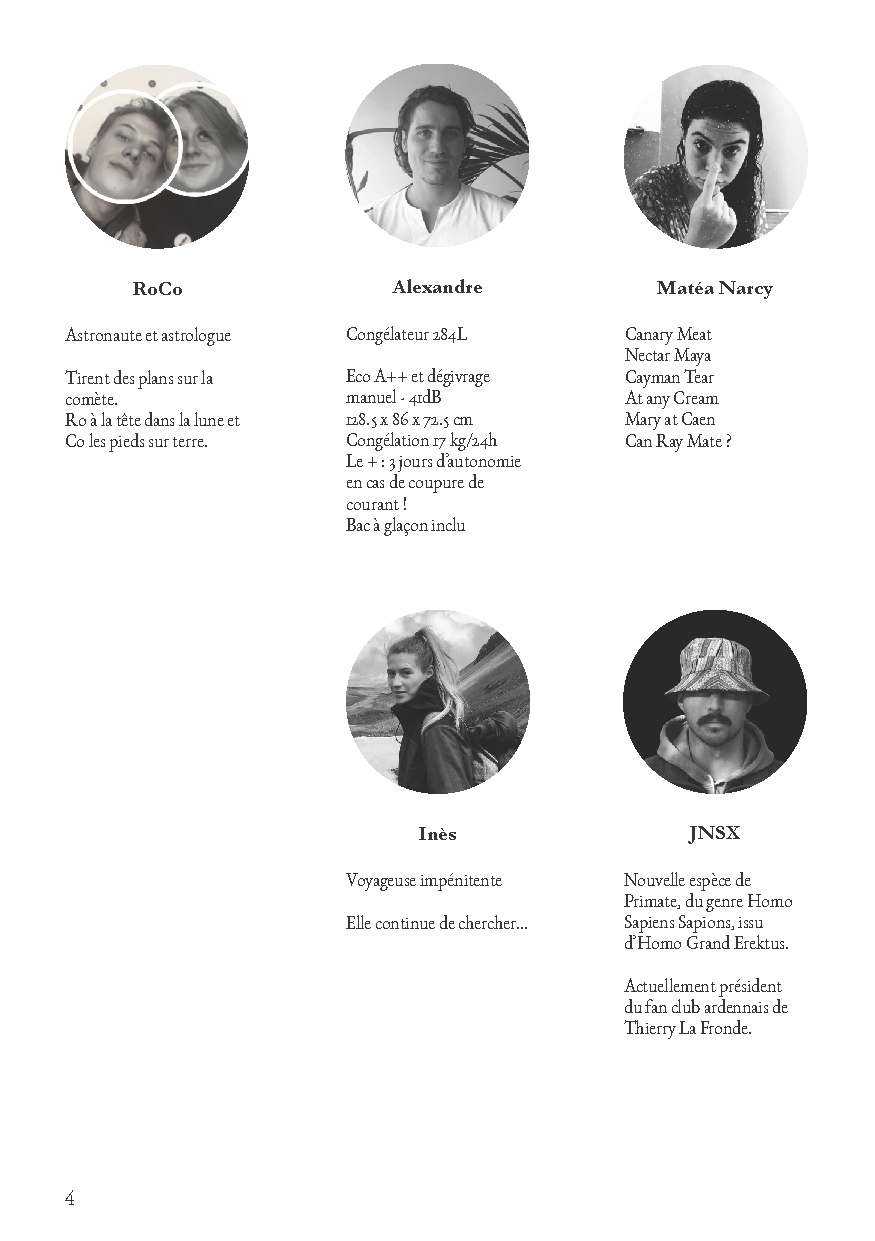 RoCo
Astronaute et astrologue
Tirent des plans sur la
comète.
Ro à la tête dans la lune et
Co les pieds sur terre.
Alexandre
Congélateur 284L
Eco A++ et dégivrage
manuel - 41dB
128.5 x 86 x 72.5 cm
Congélation 17 kg/24h
Le + : 3 jours d'autonomie
en cas de coupure de
courant !
Bac à glaçon inclu
Matéa Narcy
Canary Meat
Nectar Maya
Cayman Tear
At any Cream
Mary at Caen
Can Ray Mate ?
Inès
Voyageuse impénitente
Elle continue de chercher...
JNSX
Nouvelle espèce de
Primate, du genre Homo
Sapiens Sapions, issu
d'Homo Grand Erektus.
Actuellement président
du fan club ardennais de
Thierry La Fronde.
4